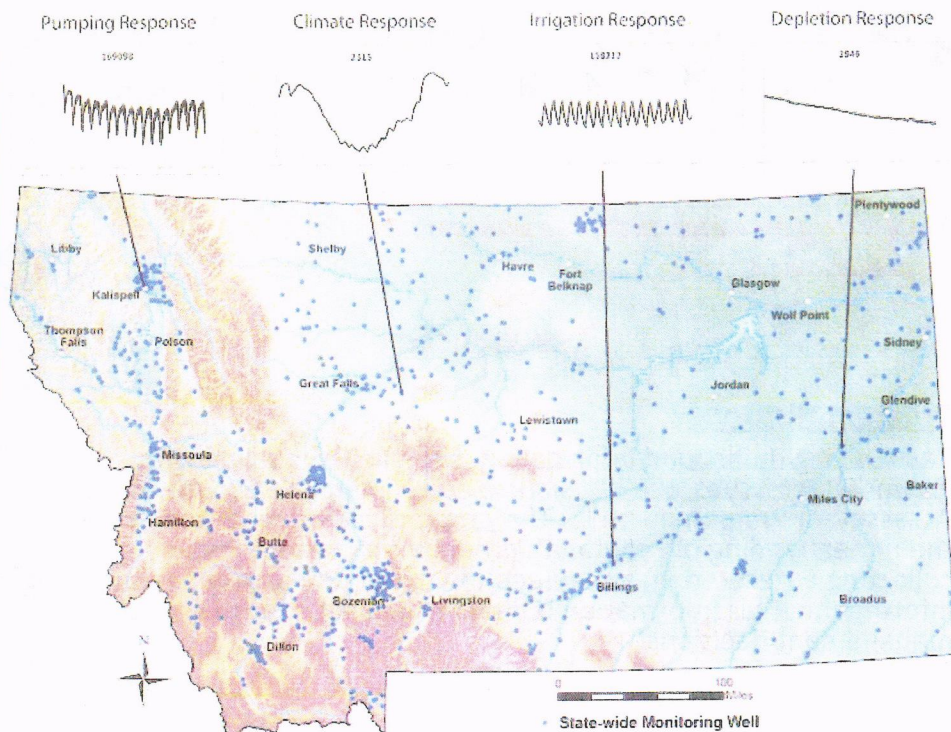 Pumping Response
Climate Response
Irrigation Response
Depletion Response
2315
Plentywood
Libby
Shelby
Havre
Fort
Belknap
Glasgow
Kalispell
Wolf Point
Thompson
Falls
Polson
Sidney
Great Falls
Jordan
Glendive
Lewistown
Missoula
Helena
Baker
Miles City
Hamilton
Butte
Billings
Bozeman
Livingston
Broadus
Dillon
N
0
100
Miles
State-wide Monitoring Well